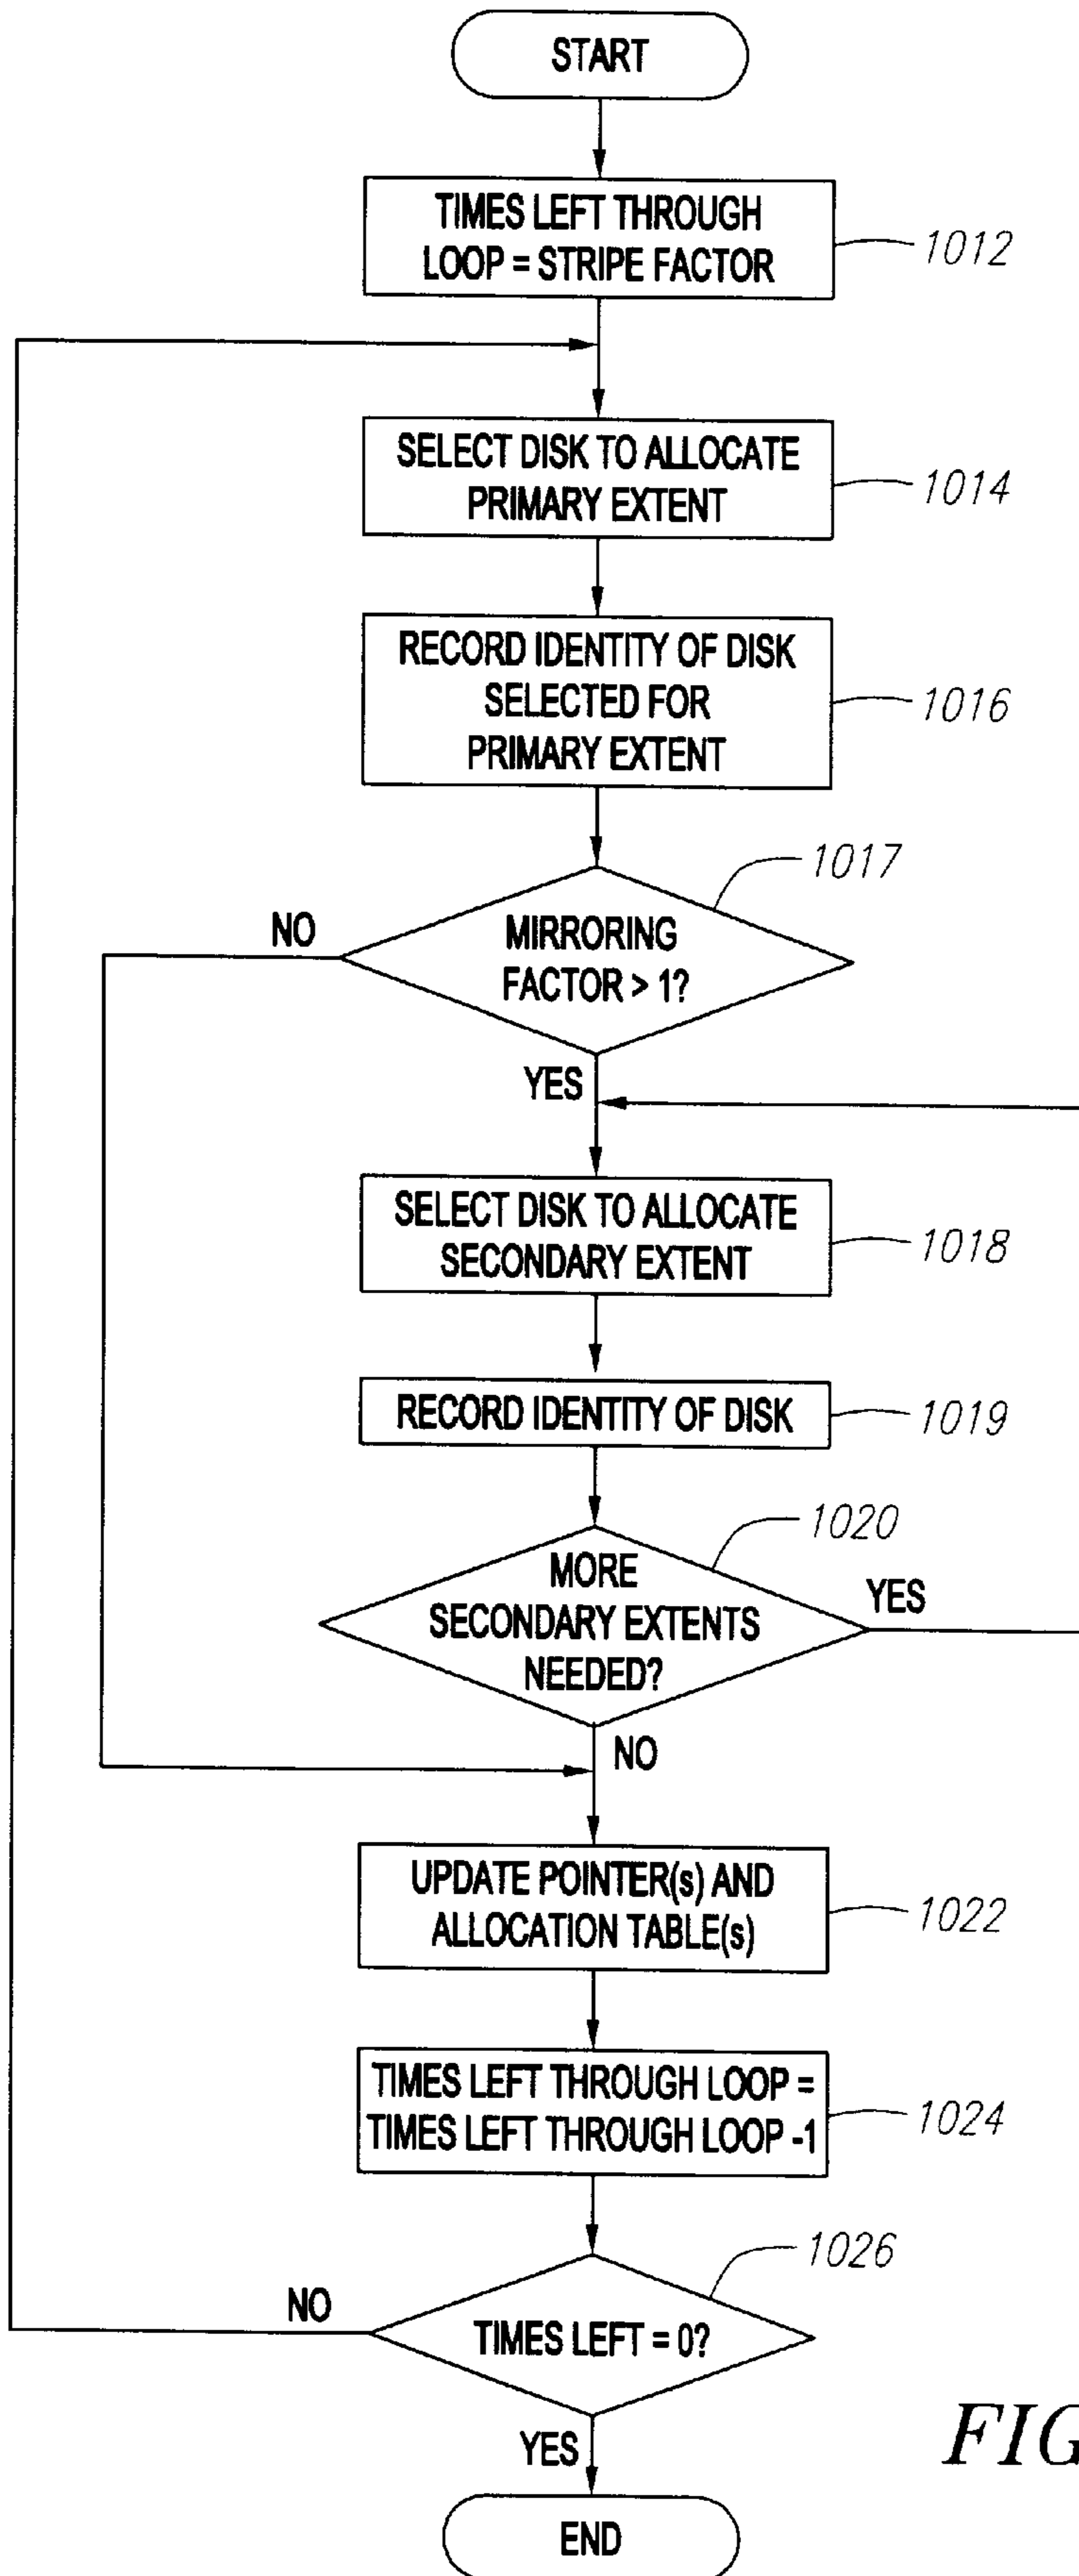 START
TIMES LEFT THROUGH
LOOP = STRIPE FACTOR
1012
SELECT DISK TO ALLOCATE
PRIMARY EXTENT
1014
RECORD IDENTITY OF DISK
SELECTED FOR
PRIMARY EXTENT
1016
1017
NO
MIRRORING
FACTOR > 1?
YES
SELECT DISK TO ALLOCATE
SECONDARY EXTENT
1018
RECORD IDENTITY OF DISK
1019
1020
MORE
SECONDARY EXTENTS
NEEDED?
YES
NO
UPDATE POINTER(s) AND
ALLOCATION TABLE(s)
1022
TIMES LEFT THROUGH LOOP =
TIMES LEFT THROUGH LOOP -1
1024
1026
NO
TIMES LEFT = 0?
YES
FIG
END